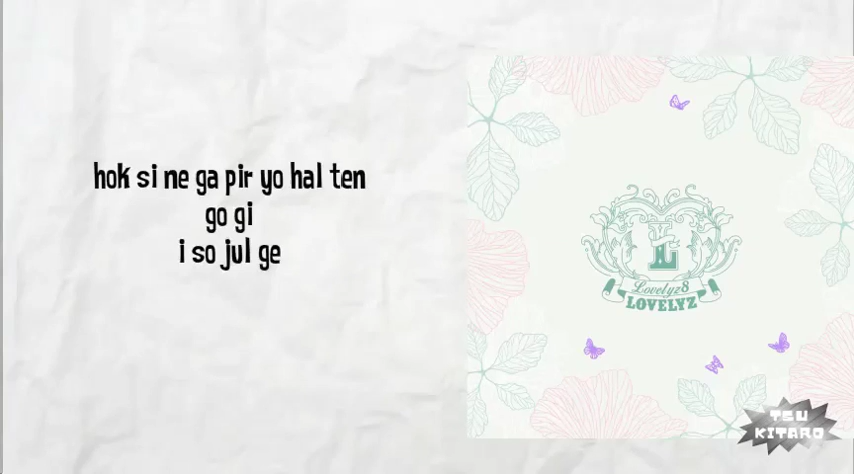 hok si ne ga pir yo hal ten
go gi
i so jul ge
L
Lovelyz8
LOVELYZ
TSU
KITARO